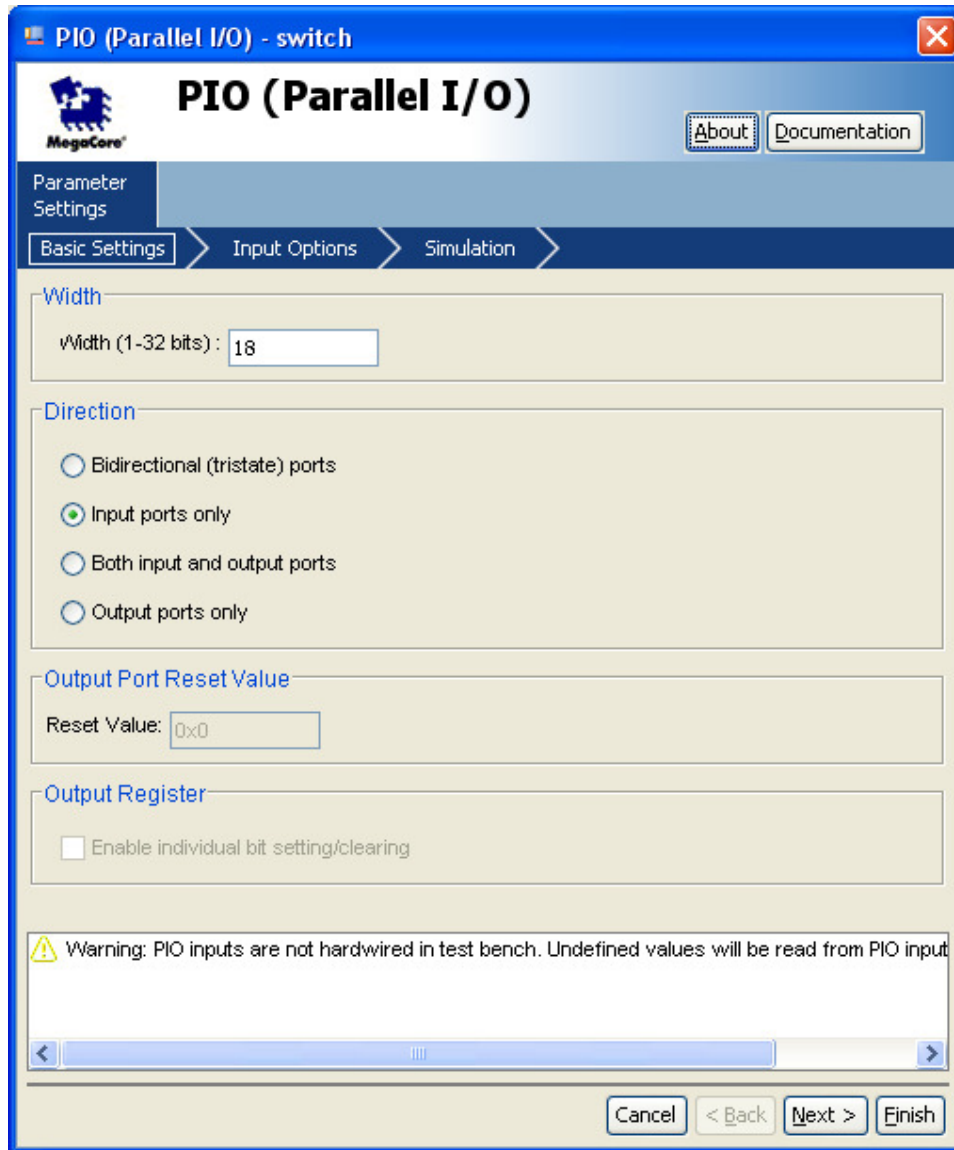 PIO (Parallel I/O) - switch
MegaCore®
PIO (Parallel I/O)
About
Documentation
Parameter
Settings
Basic Settings
Input Options
Simulation
Width
Width (1-32 bits) : 18
Direction
Bidirectional (tristate) ports
Input ports only
Both input and output ports
Output ports only
Output Port Reset Value
Reset Value: 0x0
Output Register
Enable individual bit setting/clearing
Warning: PIO inputs are not hardwired in test bench. Undefined values will be read from PIO input
Cancel
< Back
Next >
Finish